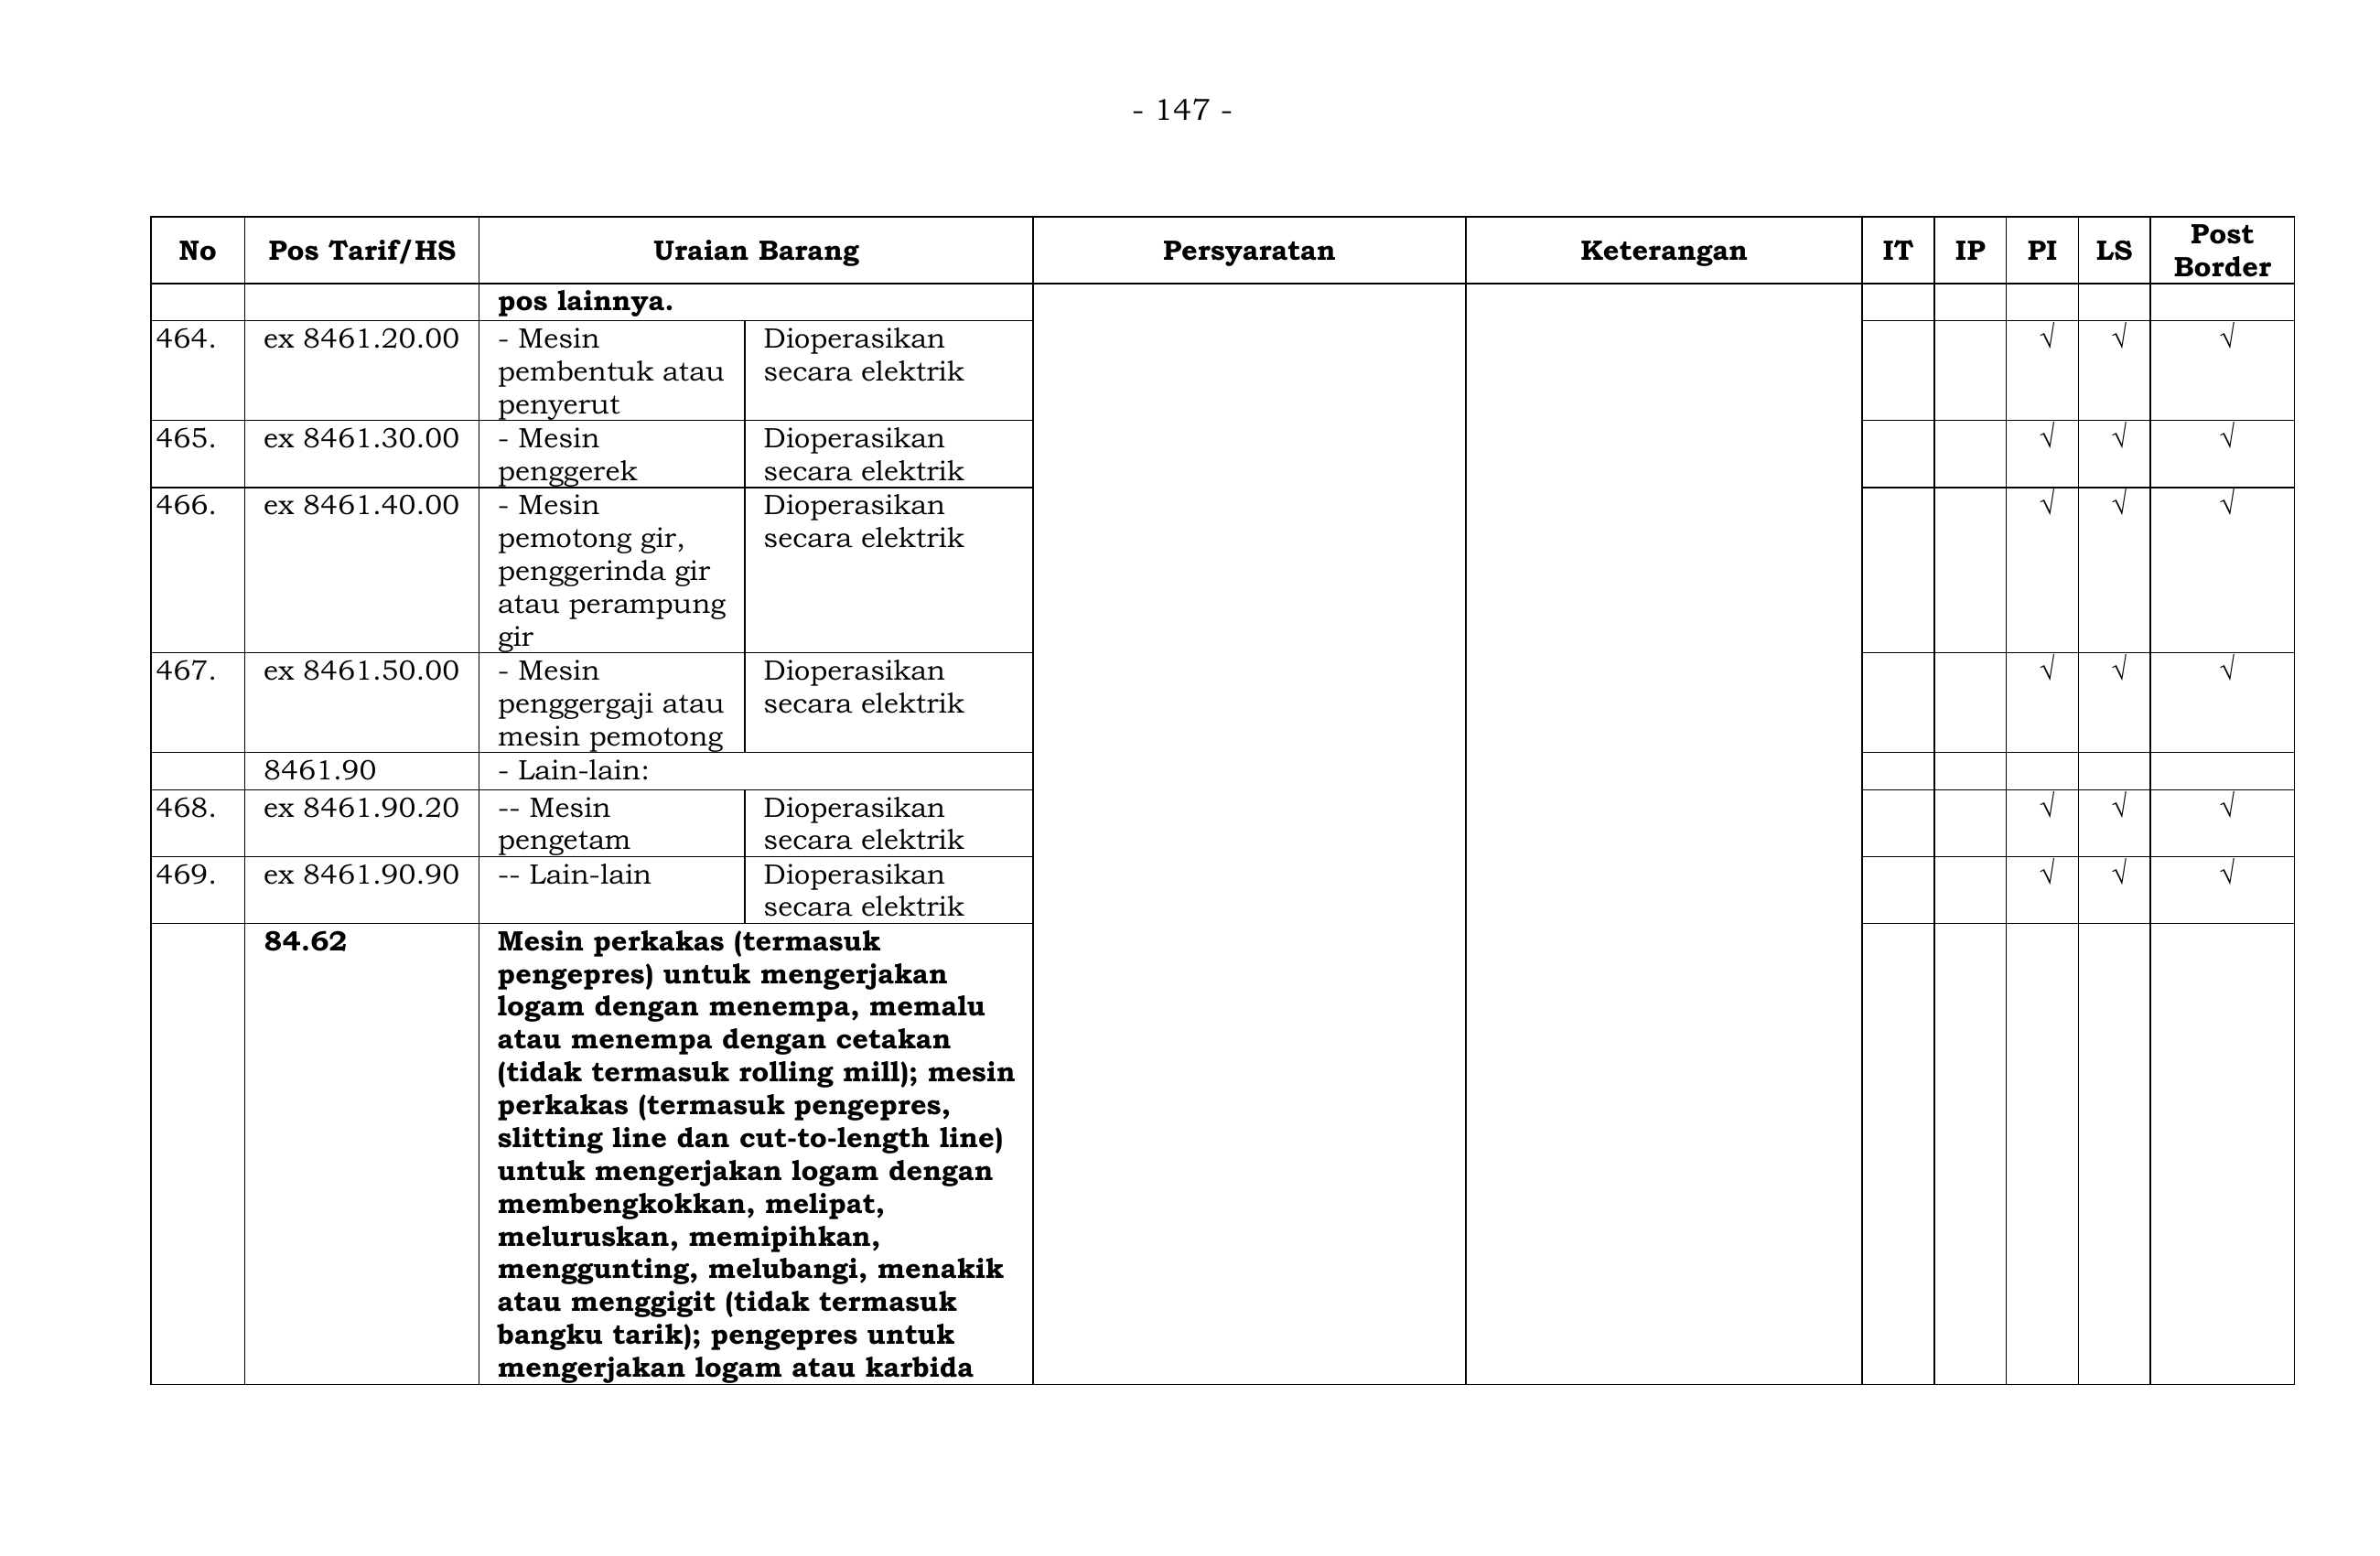 - 147 -
No Pos Tarif/HS Uraian Barang Persyaratan Keterangan IT IP PI LS Post
Border
pos lainnya.
464. ex 8461.20.00 - Mesin Dioperasikan √ √ √
pembentuk atau secara elektrik
penyerut
465. ex 8461.30.00 - Mesin Dioperasikan √ √ √
penggerek secara elektrik
466. ex 8461.40.00 - Mesin Dioperasikan √ √ √
pemotong gir, secara elektrik
penggerinda gir
atau perampung
gir
467. ex 8461.50.00 - Mesin Dioperasikan √ √ √
penggergaji atau secara elektrik
mesin pemotong
8461.90 - Lain-lain:
468. ex 8461.90.20 -- Mesin Dioperasikan √ √ √
pengetam secara elektrik
469. ex 8461.90.90 -- Lain-lain Dioperasikan √ √ √
secara elektrik
84.62 Mesin perkakas (termasuk
pengepres) untuk mengerjakan
logam dengan menempa, memalu
atau menempa dengan cetakan
(tidak termasuk rolling mill); mesin
perkakas (termasuk pengepres,
slitting line dan cut-to-length line)
untuk mengerjakan logam dengan
membengkokkan, melipat,
meluruskan, memipihkan,
menggunting, melubangi, menakik
atau menggigit (tidak termasuk
bangku tarik); pengepres untuk
mengerjakan logam atau karbida